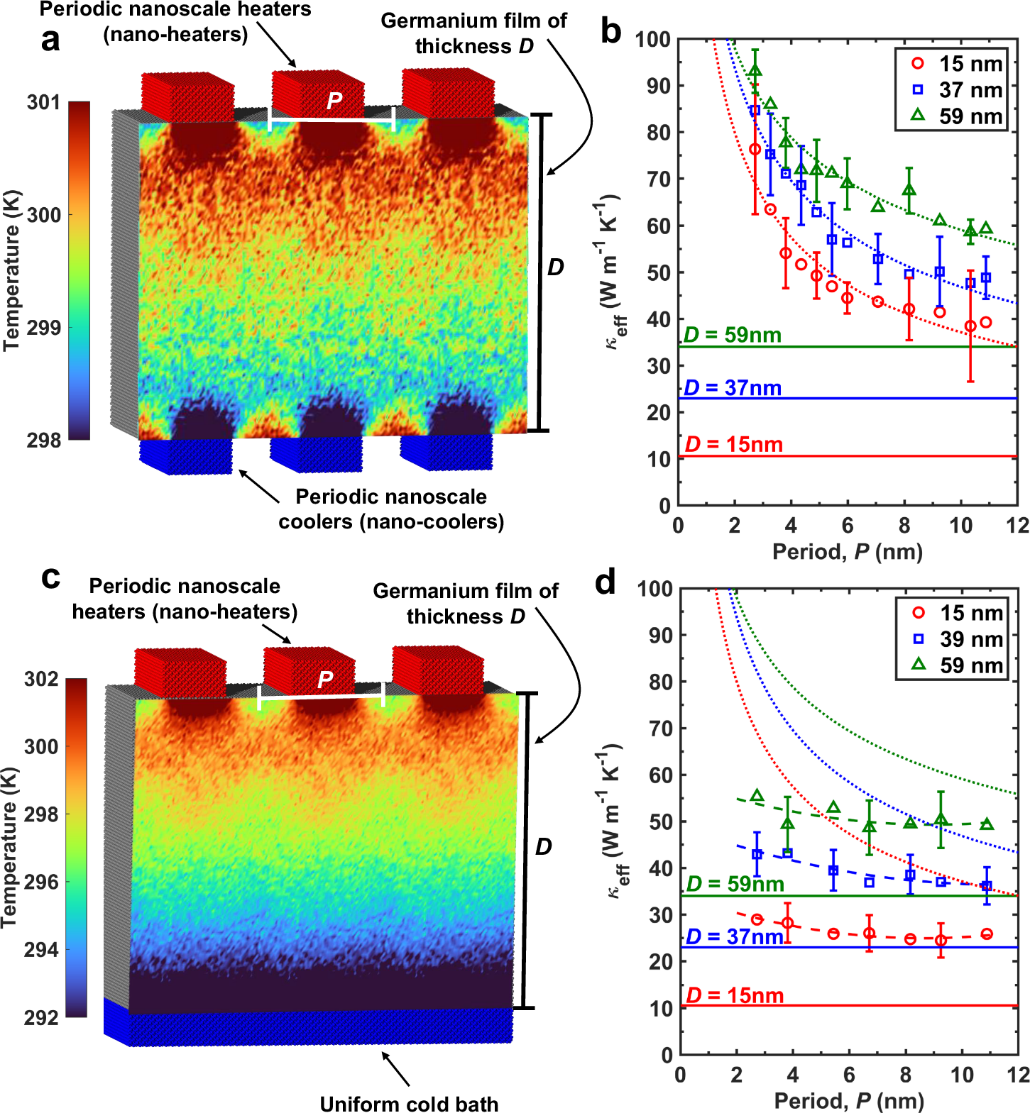 Periodic nanoscale heaters
(nano-heaters)
a
Germanium film of
thickness D
P
D
Temperature (K)
301
300
299
298
Periodic nanoscale
coolers (nano-coolers)
b
100
90
80
70
60
50
40
30
20
10
0
κeff (W m-1 K-1)
15 nm
37 nm
59 nm
D = 59nm
D = 37nm
D = 15nm
0 2 4 6 8 10 12
Period, P (nm)
c
Periodic nanoscale
heaters (nano-heaters)
Germanium film of
thickness D
P
D
Temperature (K)
302
300
298
296
294
292
Uniform cold bath
d
100
90
80
70
60
50
40
30
20
10
0
κeff (W m-1 K-1)
15 nm
39 nm
59 nm
D = 59nm
D = 37nm
D = 15nm
0 2 4 6 8 10 12
Period, P (nm)